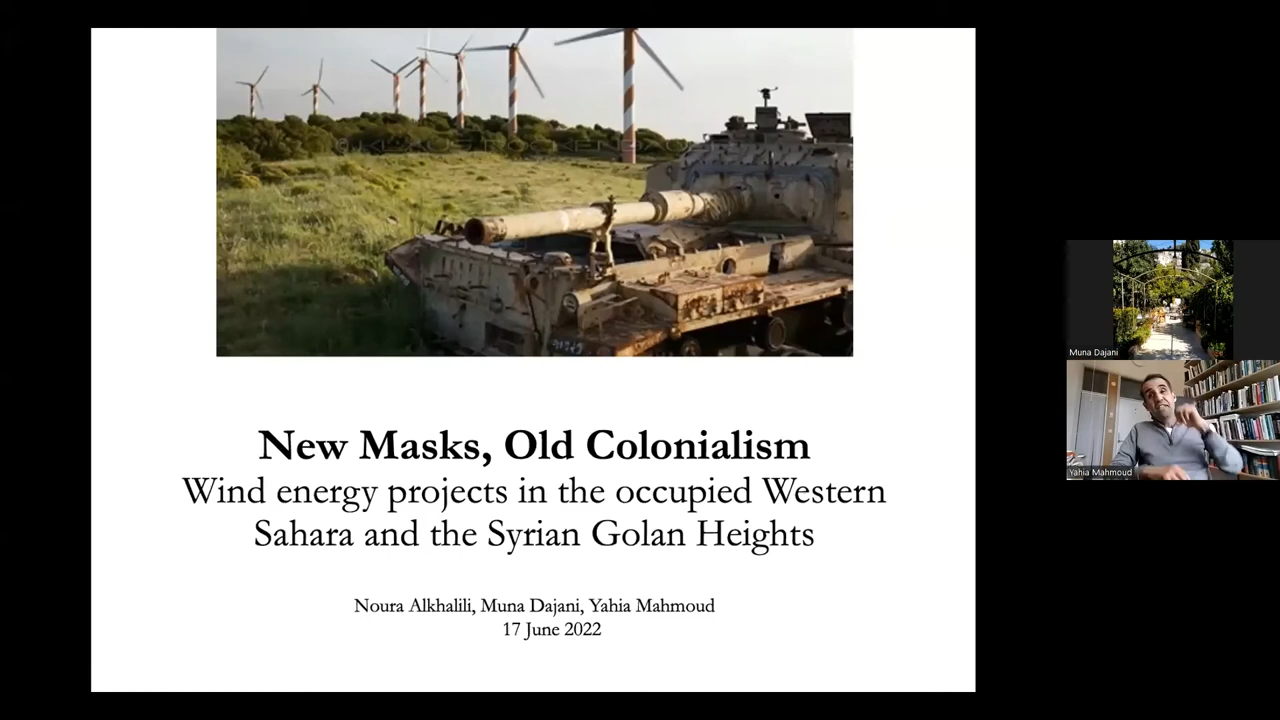 New Masks, Old Colonialism
Wind energy projects in the occupied Western
Sahara and the Syrian Golan Heights
Noura Alkhalili, Muna Dajani, Yahia Mahmoud
17 June 2022
Muna Dajani
Yahia Mahmoud